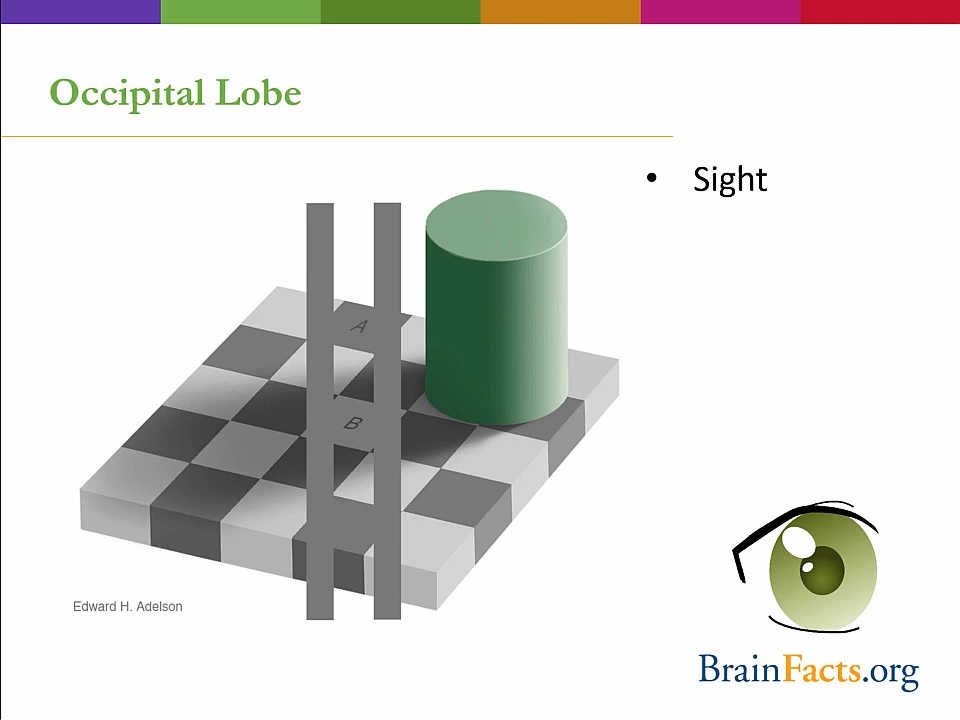 Occipital Lobe
• Sight
A
B
Edward H. Adelson
BrainFacts.org